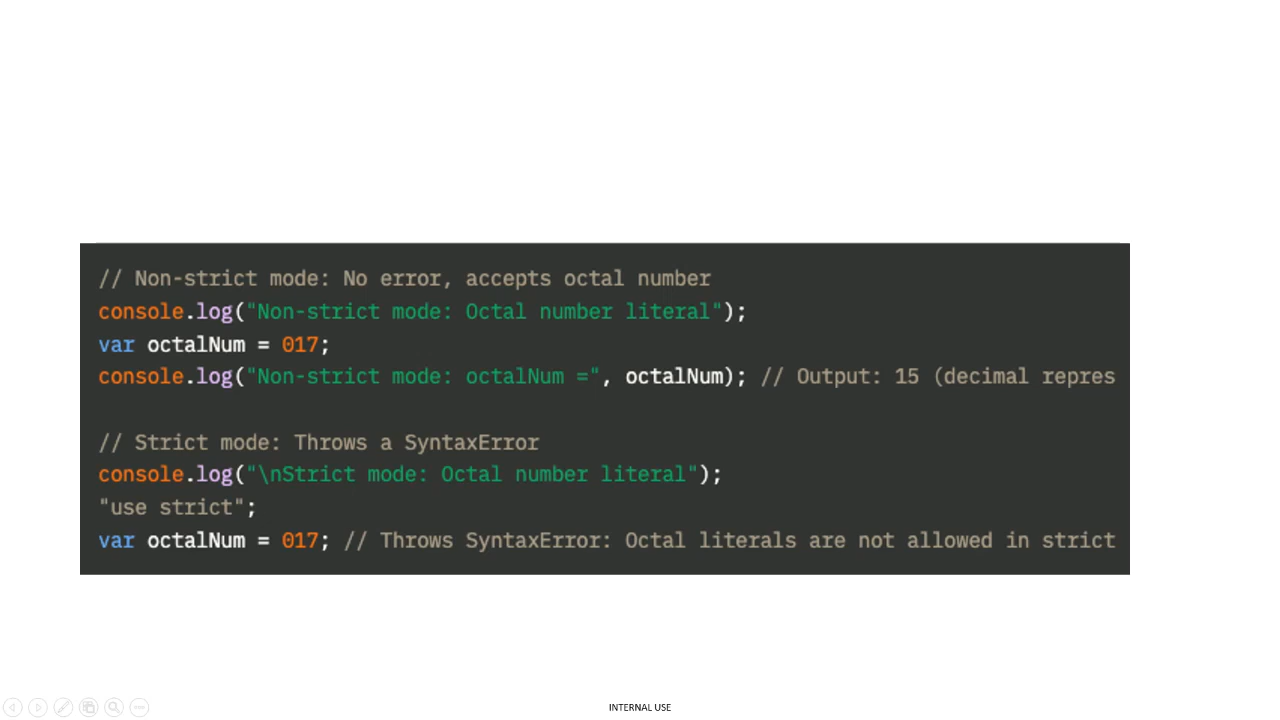 // Non-strict mode: No error, accepts octal number
console.log("Non-strict mode: Octal number literal");
var octalNum = 017;
console.log("Non-strict mode: octalNum =", octalNum); // Output: 15 (decimal repres
// Strict mode: Throws a SyntaxError
console.log("\nStrict mode: Octal number literal");
"use strict";
var octalNum = 017; // Throws SyntaxError: Octal literals are not allowed in strict
INTERNAL USE